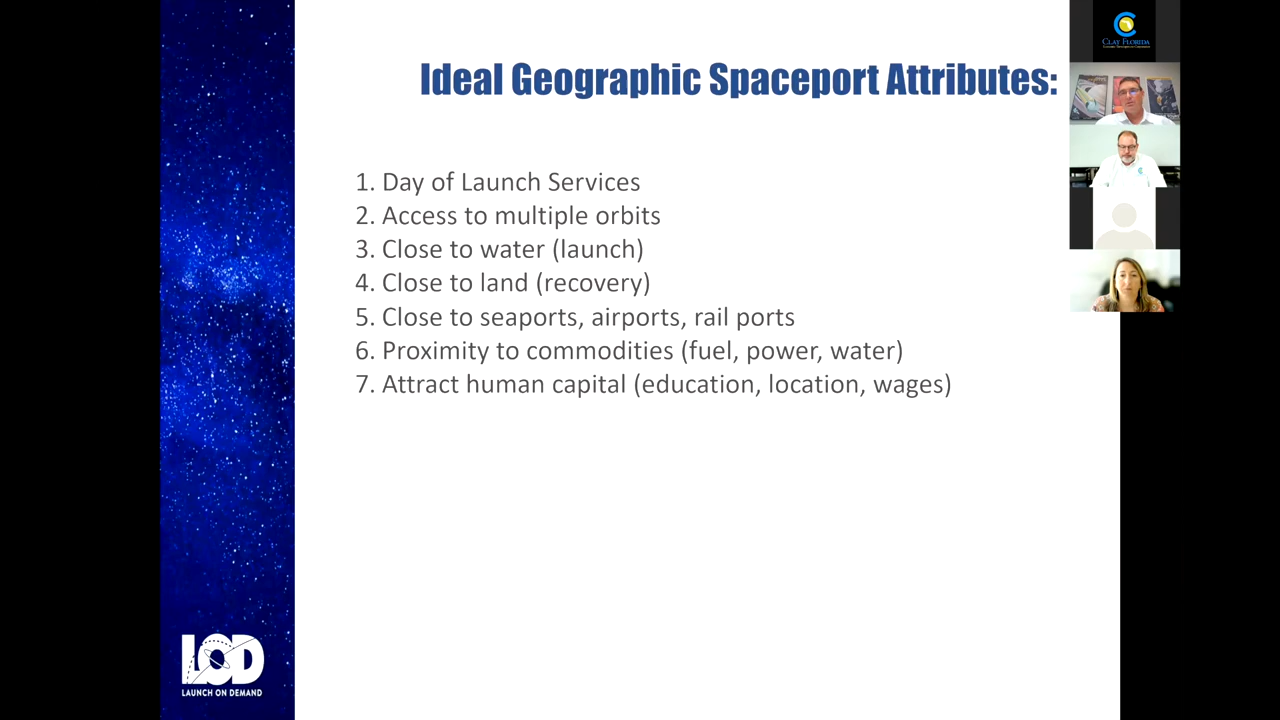 Ideal Geographic Spaceport Attributes:
1. Day of Launch Services
2. Access to multiple orbits
3. Close to water (launch)
4. Close to land (recovery)
5. Close to seaports, airports, rail ports
6. Proximity to commodities (fuel, power, water)
7. Attract human capital (education, location, wages)
LOD
LAUNCH ON DEMAND
CLAY FLORIDA